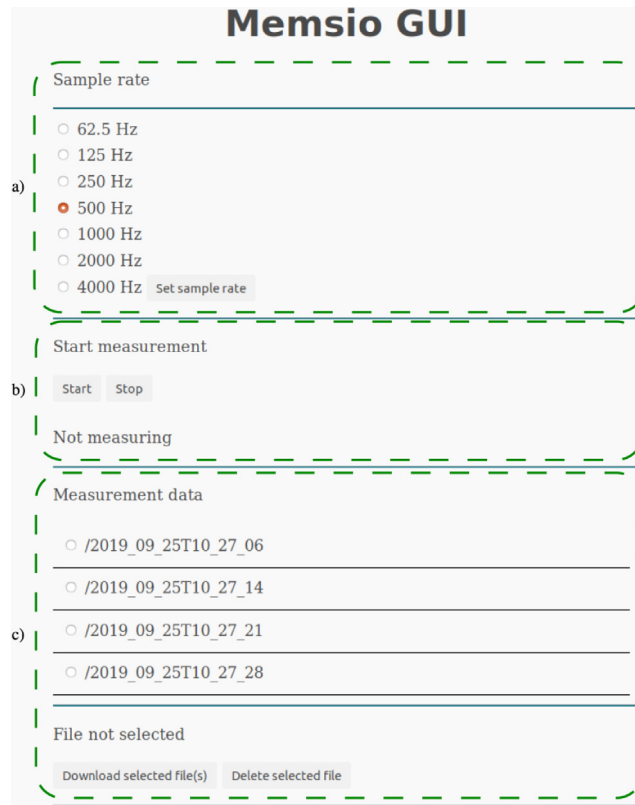 Memsio GUI
a)
Sample rate
62.5 Hz
125 Hz
250 Hz
500 Hz
1000 Hz
2000 Hz
4000 Hz Set sample rate
b)
Start measurement
Start Stop
Not measuring
c)
Measurement data
/2019_09_25T10_27_06
/2019_09_25T10_27_14
/2019_09_25T10_27_21
/2019_09_25T10_27_28
File not selected
Download selected file(s) Delete selected file